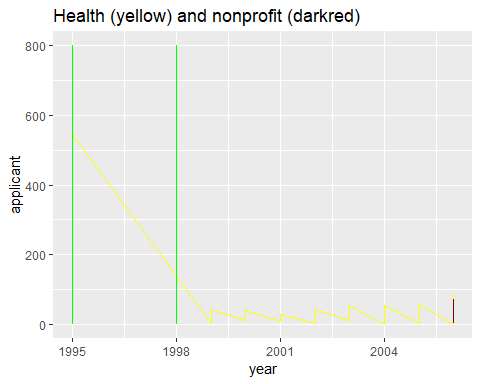 Health (yellow) and nonprofit (darkred)
800
600
400
200
0
applicant
1995 1998 2001 2004
year